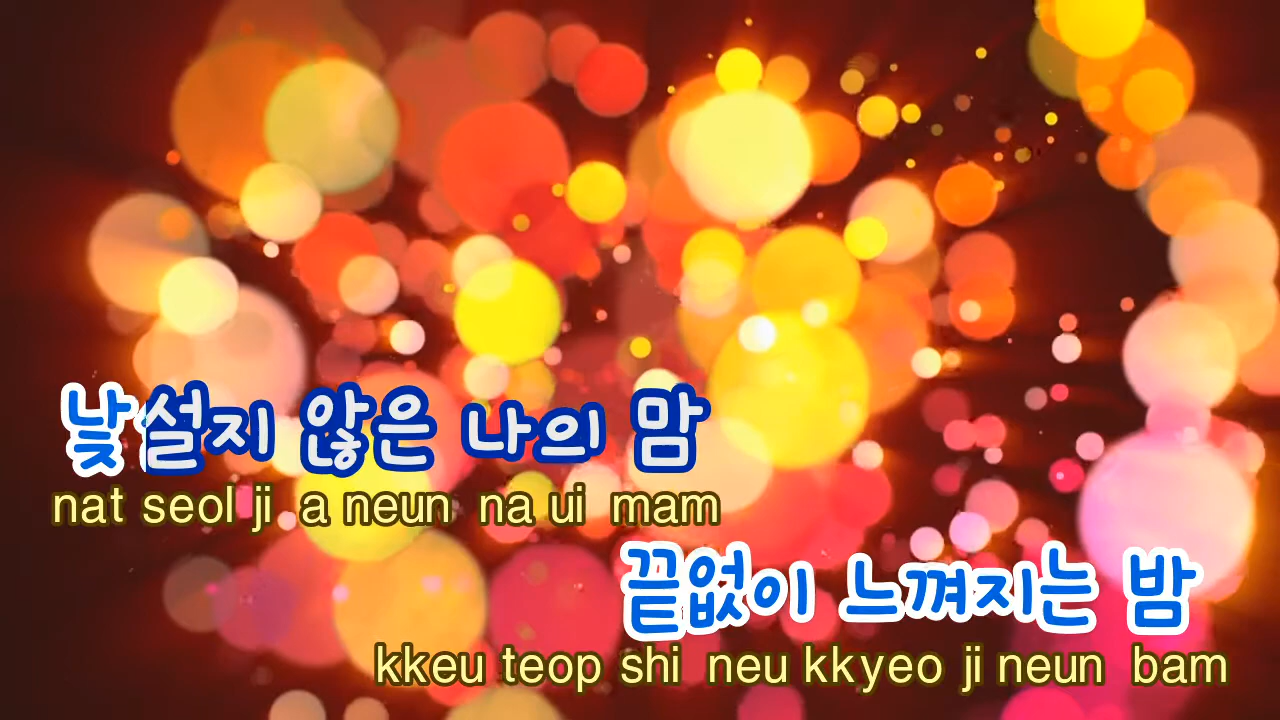 낯설지 않은 나의 맘
nat seol ji a neun na ui mam
끝없이 느껴지는 밤
kkeu teop shi neu kkyeo ji neun bam